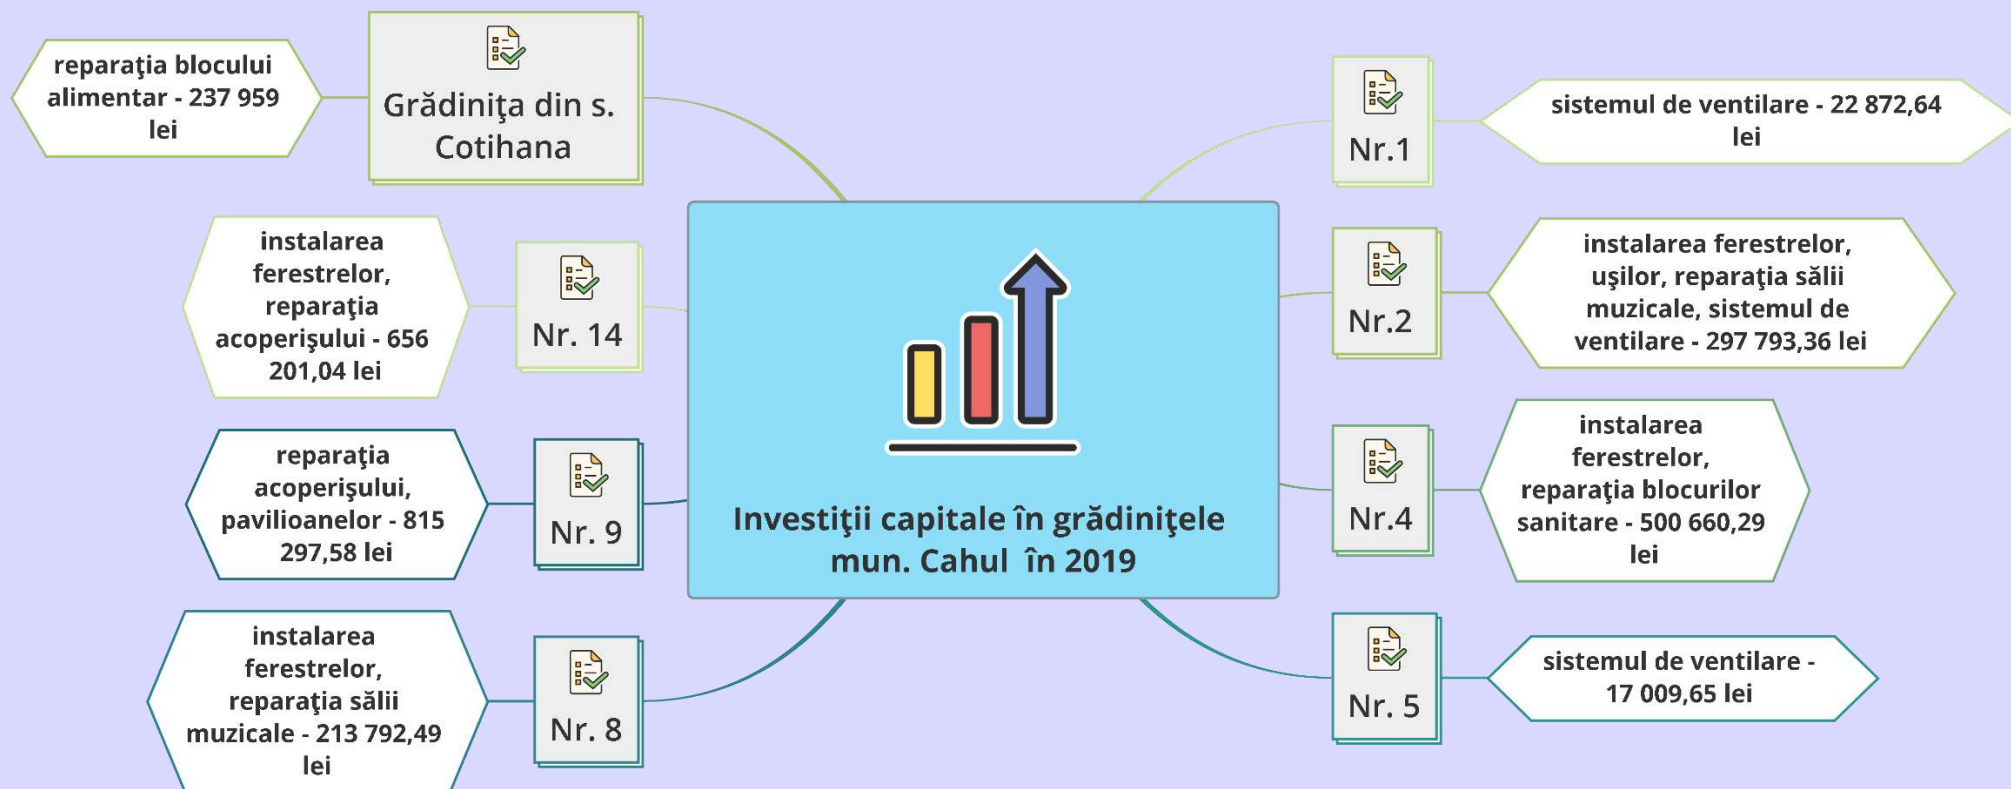 reparaţia blocului
alimentar - 237 959
lei
Grădiniţa din s.
Cotihana
instalarea
ferestrelor,
reparaţia
acoperişului - 656
201,04 lei
Nr. 14
reparaţia
acoperişului,
pavilioanelor - 815
297,58 lei
Nr. 9
instalarea
ferestrelor,
reparaţia sălii
muzicale - 213 792,49
lei
Nr. 8
Investiţii capitale în grădiniţele
mun. Cahul în 2019
Nr.1
sistemul de ventilare - 22 872,64
lei
Nr.2
instalarea ferestrelor,
uşilor, reparaţia sălii
muzicale, sistemul de
ventilare - 297 793,36 lei
Nr.4
instalarea
ferestrelor,
reparaţia blocurilor
sanitare - 500 660,29
lei
Nr. 5
sistemul de ventilare -
17 009,65 lei